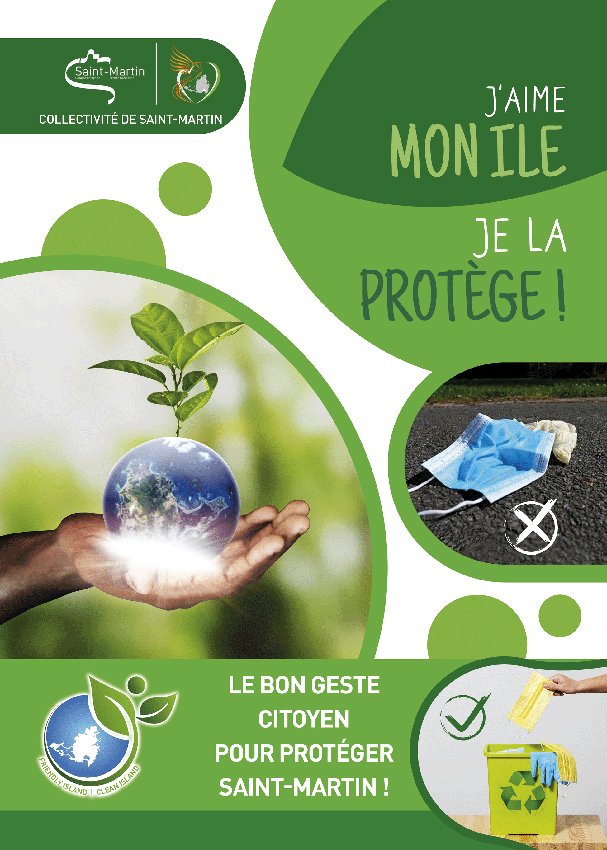 Saint-Martin
COLLECTIVITÉ DE SAINT-MARTIN
J'AIME
MON ILE
JE LA
PROTÈGE !
LE BON GESTE
CITOYEN
POUR PROTÉGER
SAINT-MARTIN !
FRIENDLY ISLAND | CLEAN ISLAND